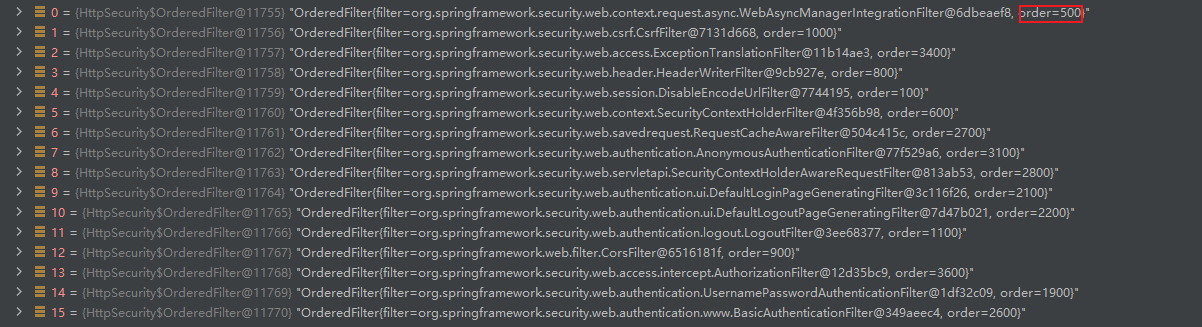 0 = {HttpSecurity$OrderedFilter@11755} "OrderedFilter{filter=org.springframework.security.web.context.request.async.WebAsyncManagerIntegrationFilter@6dbeaef8, order=500}"
1 = {HttpSecurity$OrderedFilter@11756} "OrderedFilter{filter=org.springframework.security.web.csrf.CsrfFilter@7131d668, order=1000}"
2 = {HttpSecurity$OrderedFilter@11757} "OrderedFilter{filter=org.springframework.security.web.access.ExceptionTranslationFilter@11b14ae3, order=3400}"
3 = {HttpSecurity$OrderedFilter@11758} "OrderedFilter{filter=org.springframework.security.web.header.HeaderWriterFilter@9cb927e, order=800}"
4 = {HttpSecurity$OrderedFilter@11759} "OrderedFilter{filter=org.springframework.security.web.session.DisableEncodeUrlFilter@7744195, order=100}"
5 = {HttpSecurity$OrderedFilter@11760} "OrderedFilter{filter=org.springframework.security.web.context.SecurityContextHolderFilter@4f356b98, order=600}"
6 = {HttpSecurity$OrderedFilter@11761} "OrderedFilter{filter=org.springframework.security.web.savedrequest.RequestCacheAwareFilter@504c415c, order=2700}"
7 = {HttpSecurity$OrderedFilter@11762} "OrderedFilter{filter=org.springframework.security.web.authentication.AnonymousAuthenticationFilter@77f529a6, order=3100}"
8 = {HttpSecurity$OrderedFilter@11763} "OrderedFilter{filter=org.springframework.security.web.servletapi.SecurityContextHolderAwareRequestFilter@813ab53, order=2800}"
9 = {HttpSecurity$OrderedFilter@11764} "OrderedFilter{filter=org.springframework.security.web.authentication.ui.DefaultLoginPageGeneratingFilter@3c116f26, order=2100}"
10 = {HttpSecurity$OrderedFilter@11765} "OrderedFilter{filter=org.springframework.security.web.authentication.ui.DefaultLogoutPageGeneratingFilter@7d47b021, order=2200}"
11 = {HttpSecurity$OrderedFilter@11766} "OrderedFilter{filter=org.springframework.security.web.authentication.logout.LogoutFilter@3ee68377, order=1100}"
12 = {HttpSecurity$OrderedFilter@11767} "OrderedFilter{filter=org.springframework.web.filter.CorsFilter@6516181f, order=900}"
13 = {HttpSecurity$OrderedFilter@11768} "OrderedFilter{filter=org.springframework.security.web.access.intercept.AuthorizationFilter@12d35bc9, order=3600}"
14 = {HttpSecurity$OrderedFilter@11769} "OrderedFilter{filter=org.springframework.security.web.authentication.UsernamePasswordAuthenticationFilter@1df32c09, order=1900}"
15 = {HttpSecurity$OrderedFilter@11770} "OrderedFilter{filter=org.springframework.security.web.authentication.www.BasicAuthenticationFilter@349aeec4, order=2600}"